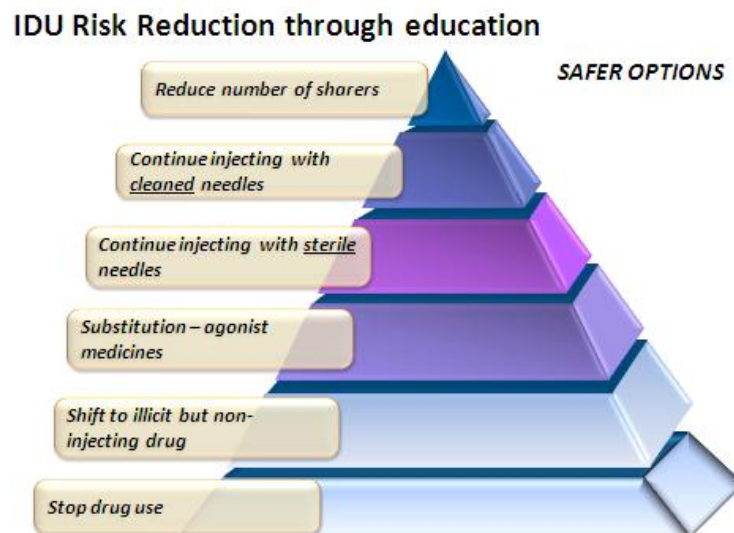 IDU Risk Reduction through education
SAFER OPTIONS
Reduce number of sharers
Continue injecting with
cleaned needles
Continue injecting with sterile
needles
Substitution – agonist
medicines
Shift to illicit but non-
injecting drug
Stop drug use